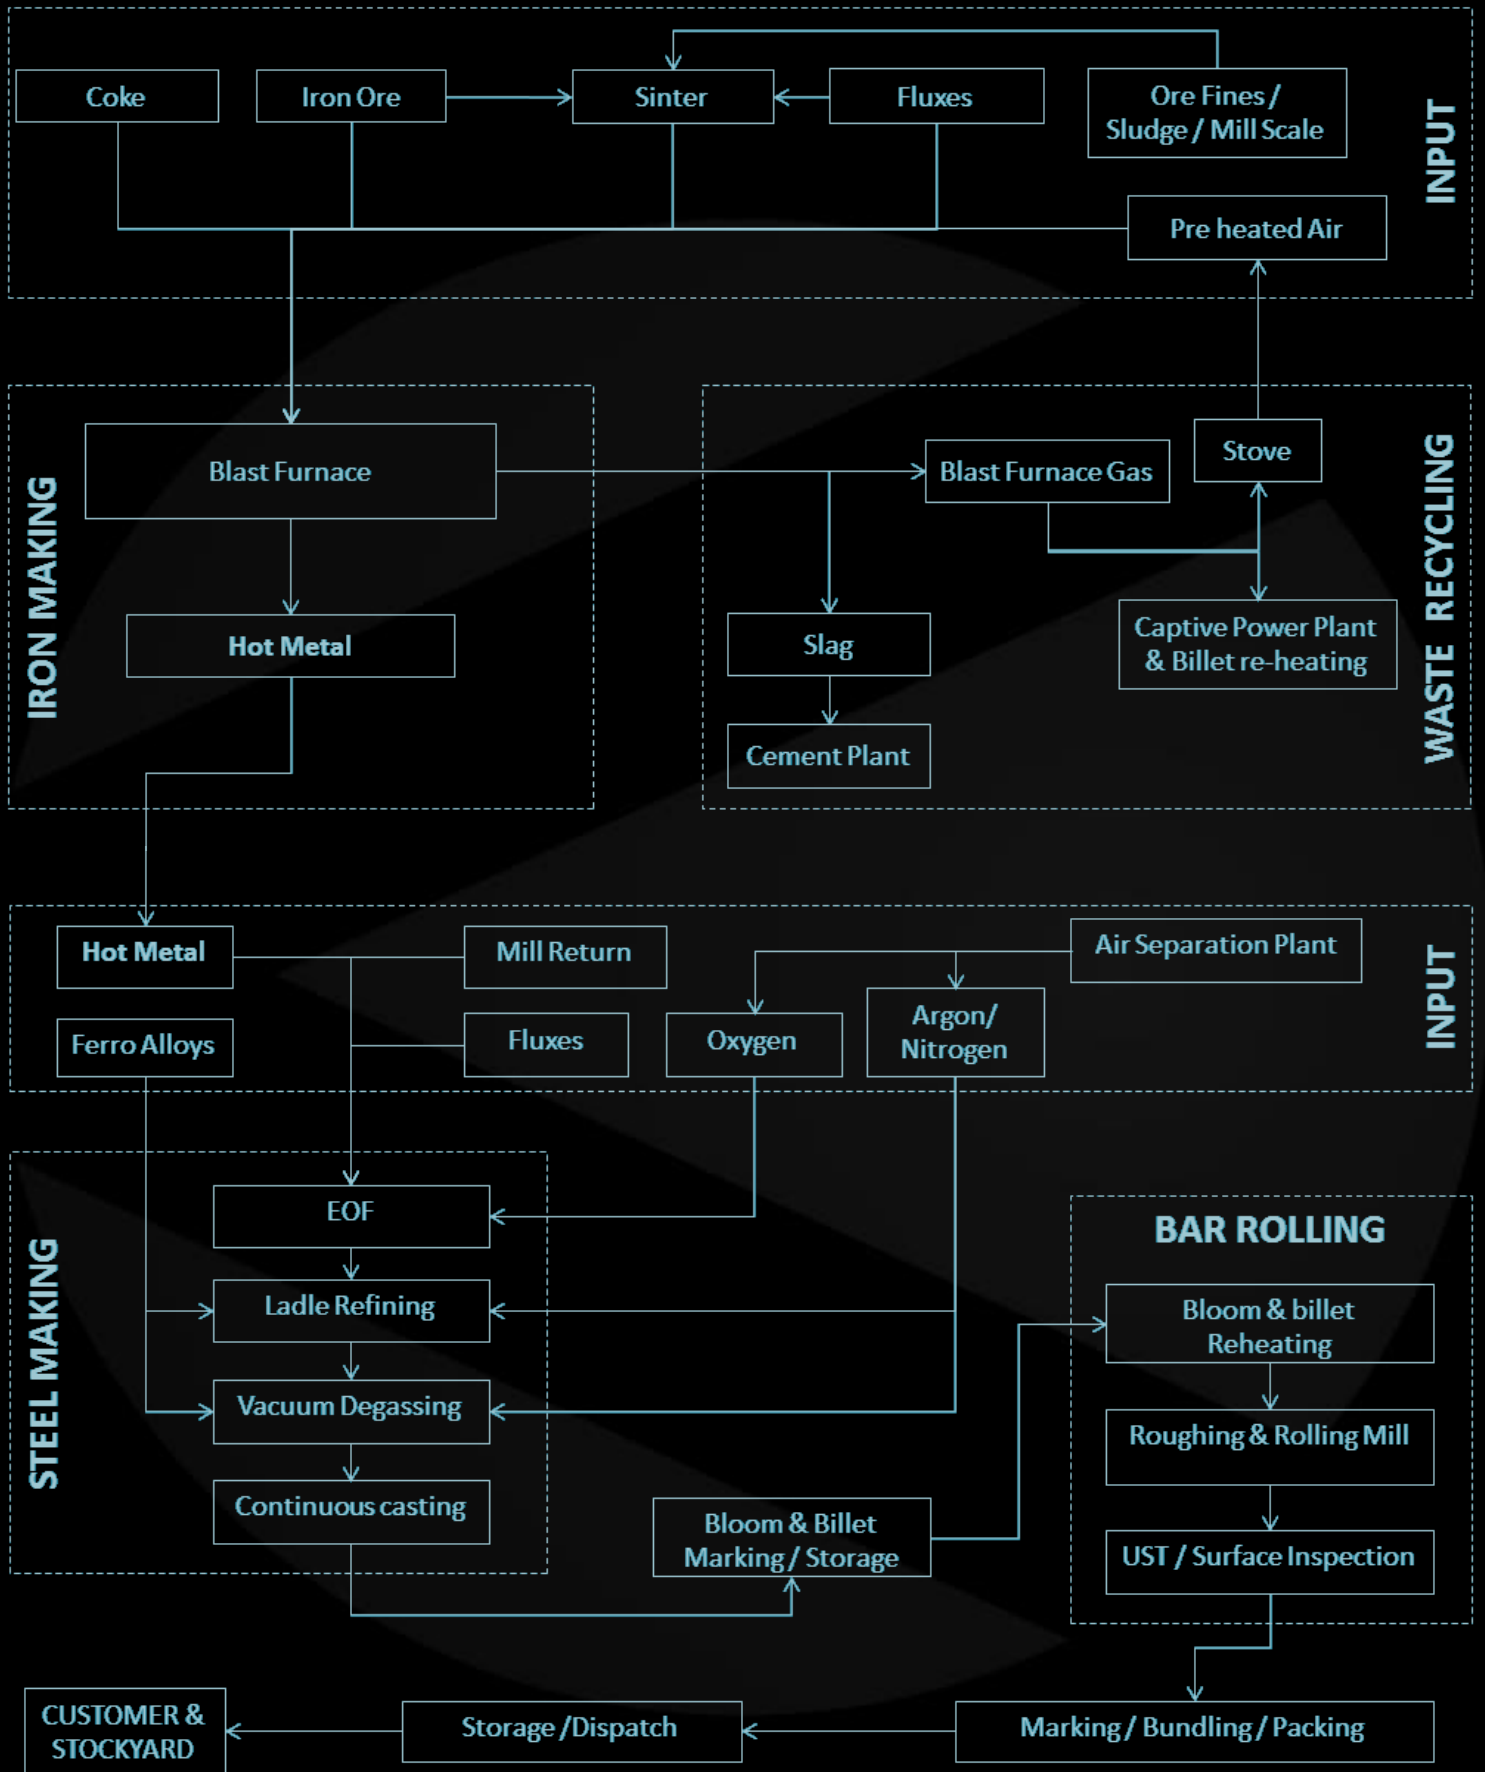 Coke
Iron Ore
Sinter
Fluxes
Ore Fines /
Sludge / Mill Scale
INPUT
Pre heated Air
IRON MAKING
Blast Furnace
Hot Metal
Blast Furnace Gas
Stove
Slag
Captive Power Plant
& Billet re-heating
Cement Plant
WASTE RECYCLING
Hot Metal
Mill Return
Air Separation Plant
Ferro Alloys
Fluxes
Oxygen
Argon/
Nitrogen
INPUT
STEEL MAKING
EOF
Ladle Refining
Vacuum Degassing
Continuous casting
Bloom & Billet
Marking / Storage
BAR ROLLING
Bloom & billet
Reheating
Roughing & Rolling Mill
UST / Surface Inspection
Marking / Bundling / Packing
Storage /Dispatch
CUSTOMER &
STOCKYARD